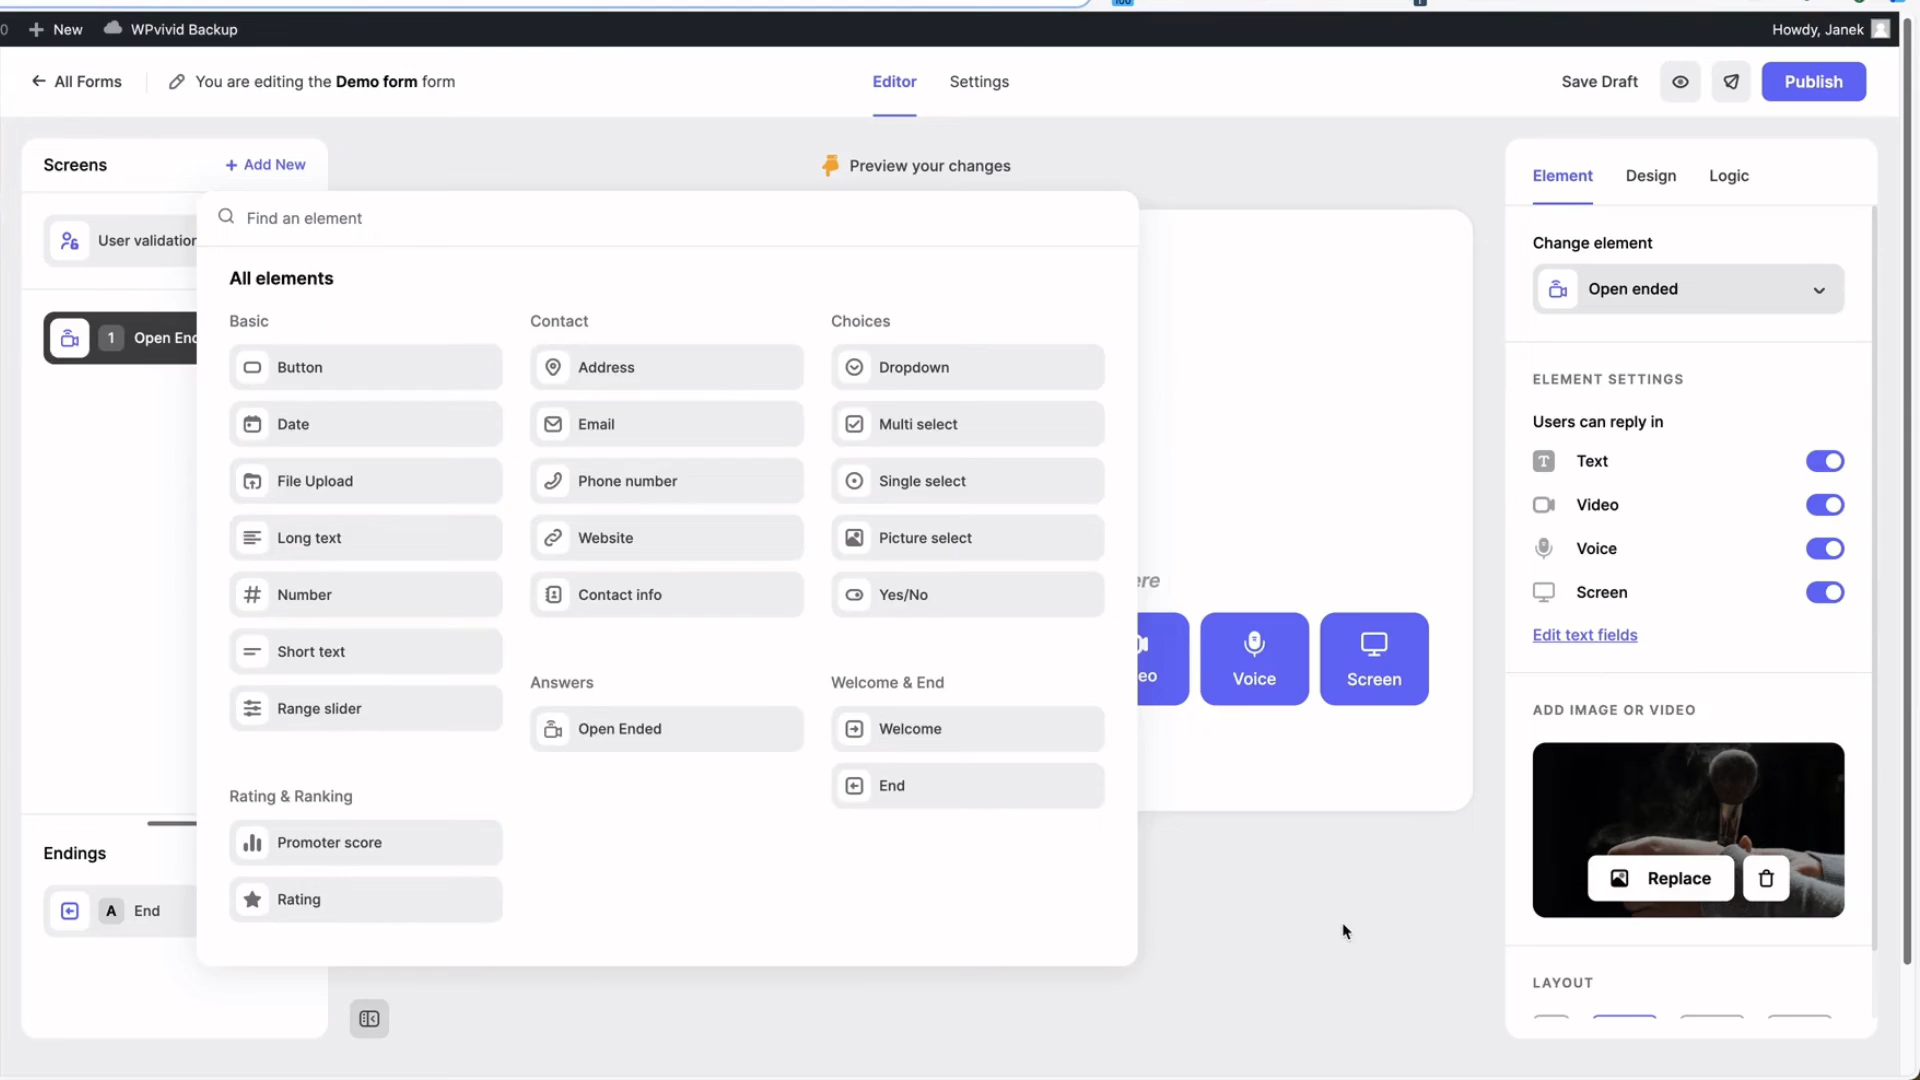 0
New
WPvivid Backup
Howdy, Janek
All Forms
You are editing the Demo form form
Editor
Settings
Save Draft
Publish
Screens
+ Add New
👇 Preview your changes
User validation
1
Open End
Find an element
All elements
Basic
Button
Date
File Upload
Long text
Number
Short text
Range slider
Rating & Ranking
Promoter score
Rating
Contact
Address
Email
Phone number
Website
Contact info
Answers
Open Ended
Choices
Dropdown
Multi select
Single select
Picture select
Yes/No
Welcome & End
Welcome
End
ere
eo
Voice
Screen
Endings
A
End
Element
Design
Logic
Change element
Open ended
ELEMENT SETTINGS
Users can reply in
T
Text
Video
Voice
Screen
Edit text fields
ADD IMAGE OR VIDEO
Replace
LAYOUT